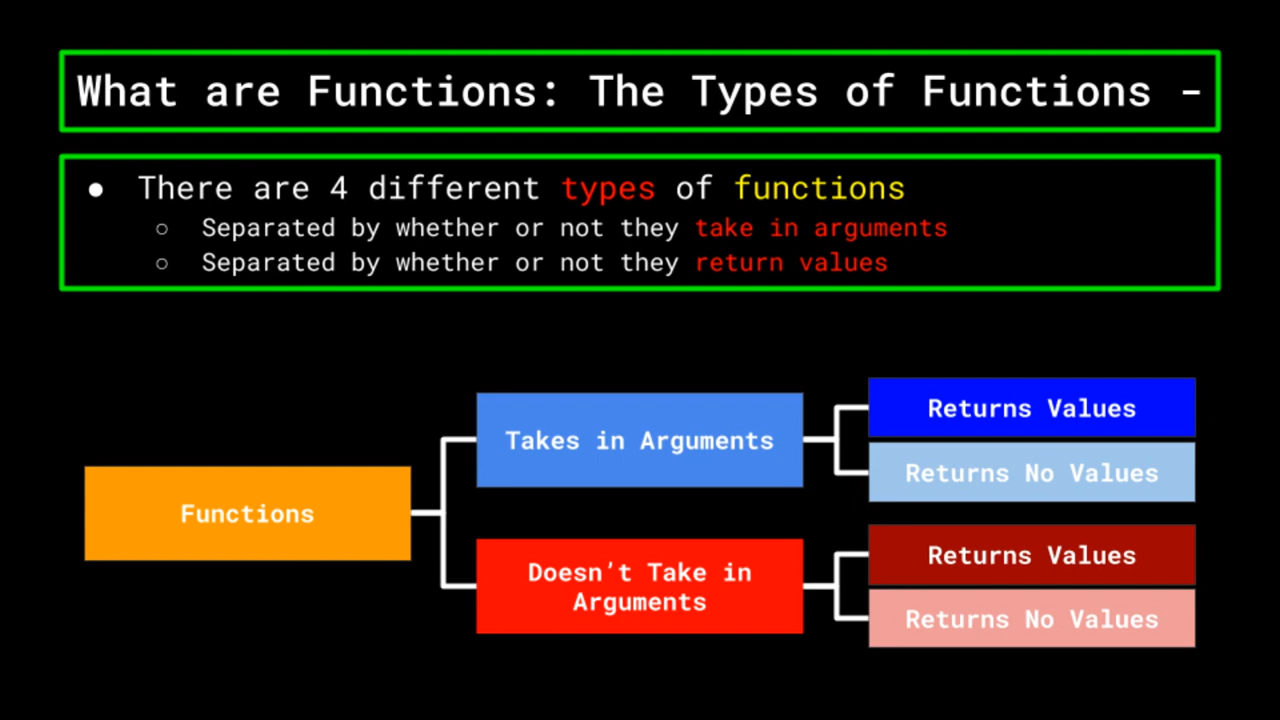 What are Functions: The Types of Functions -
● There are 4 different types of functions
○ Separated by whether or not they take in arguments
○ Separated by whether or not they return values
Functions
Takes in Arguments
Returns Values
Returns No Values
Doesn’t Take in
Arguments
Returns Values
Returns No Values